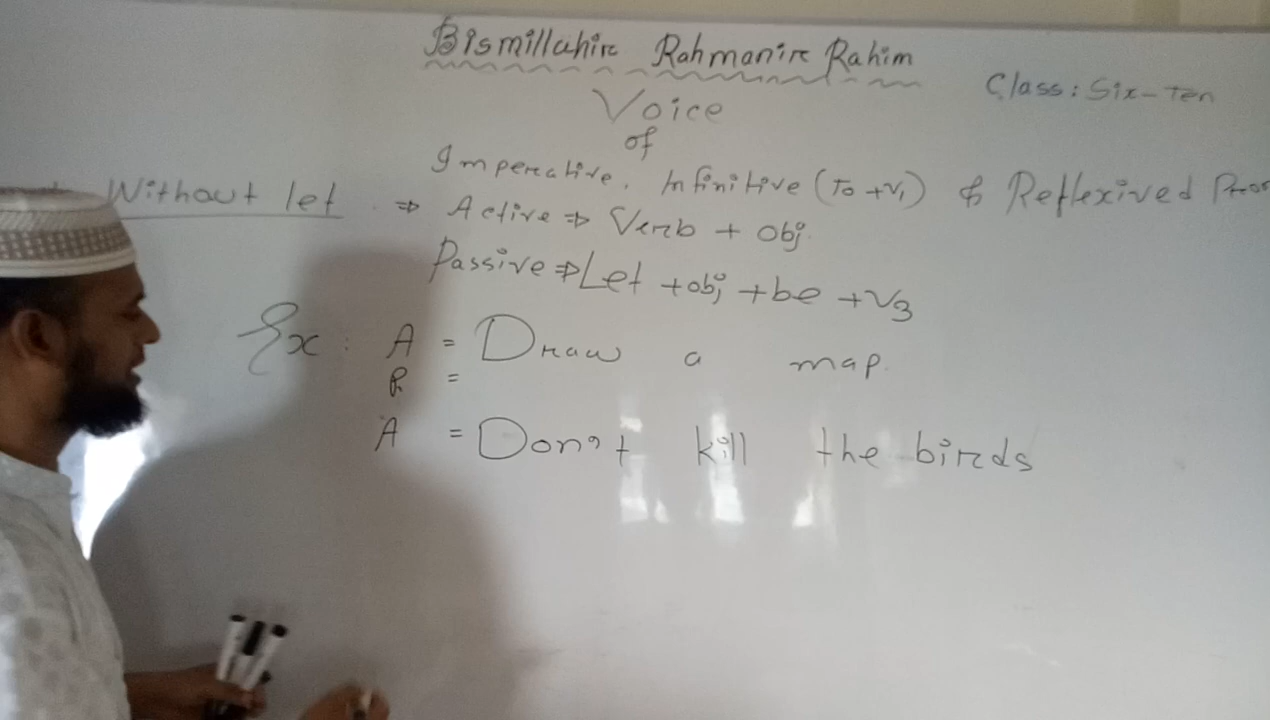 Bismillahir Rahmanir Rahim
Class: Six-Ten
Voice
of
Imperative, Infinitive (To +V1) & Reflexived
Without let ⇒ Active ⇒ Verb + obj.
Passive ⇒ Let + obj + be + V3
Ex: A = Draw a map.
P =
A = Don't kill the birds